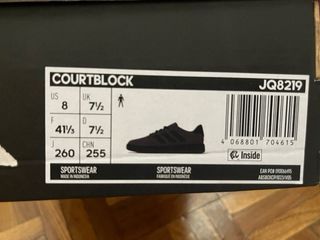 COURTBLOCK
JQ8219
US UK
8 7½
F D
41⅓ 7½
J CHN
260 255
4 068801 704615
Inside
SPORTSWEAR
MADE IN INDONESIA
SPORTSWEAR
FABRIQUE EN INDONESIE